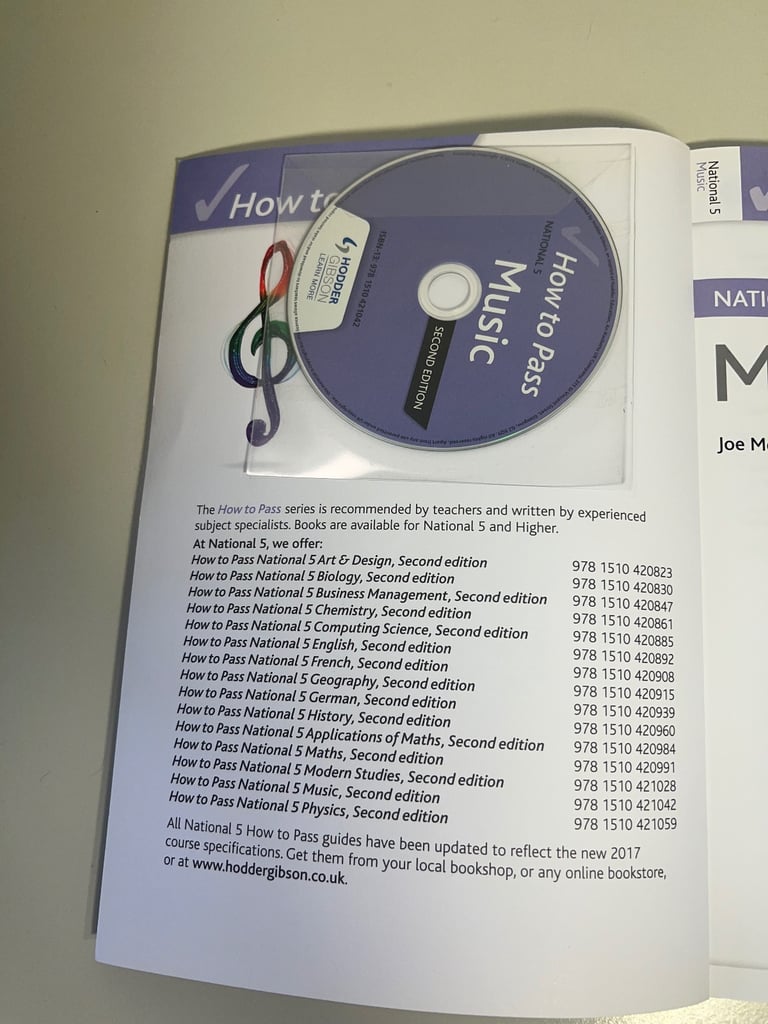 How to
HODDER
GIBSON
LEARN MORE
ISBN-13: 978 1510 421042
SECOND EDITION
Music
How to Pass
NATIONAL 5
The How to Pass series is recommended by teachers and written by experienced
subject specialists. Books are available for National 5 and Higher.
At National 5, we offer:
How to Pass National 5 Art & Design, Second edition 978 1510 420823
How to Pass National 5 Biology, Second edition 978 1510 420830
How to Pass National 5 Business Management, Second edition 978 1510 420847
How to Pass National 5 Chemistry, Second edition 978 1510 420861
How to Pass National 5 Computing Science, Second edition 978 1510 420885
How to Pass National 5 English, Second edition 978 1510 420892
How to Pass National 5 French, Second edition 978 1510 420908
How to Pass National 5 Geography, Second edition 978 1510 420915
How to Pass National 5 German, Second edition 978 1510 420939
How to Pass National 5 History, Second edition 978 1510 420960
How to Pass National 5 Applications of Maths, Second edition 978 1510 420984
How to Pass National 5 Maths, Second edition 978 1510 420991
How to Pass National 5 Modern Studies, Second edition 978 1510 421028
How to Pass National 5 Music, Second edition 978 1510 421042
How to Pass National 5 Physics, Second edition 978 1510 421059
All National 5 How to Pass guides have been updated to reflect the new 2017
course specifications. Get them from your local bookshop, or any online bookstore,
or at www.hoddergibson.co.uk.
National 5
Music
NATI
M
Joe M